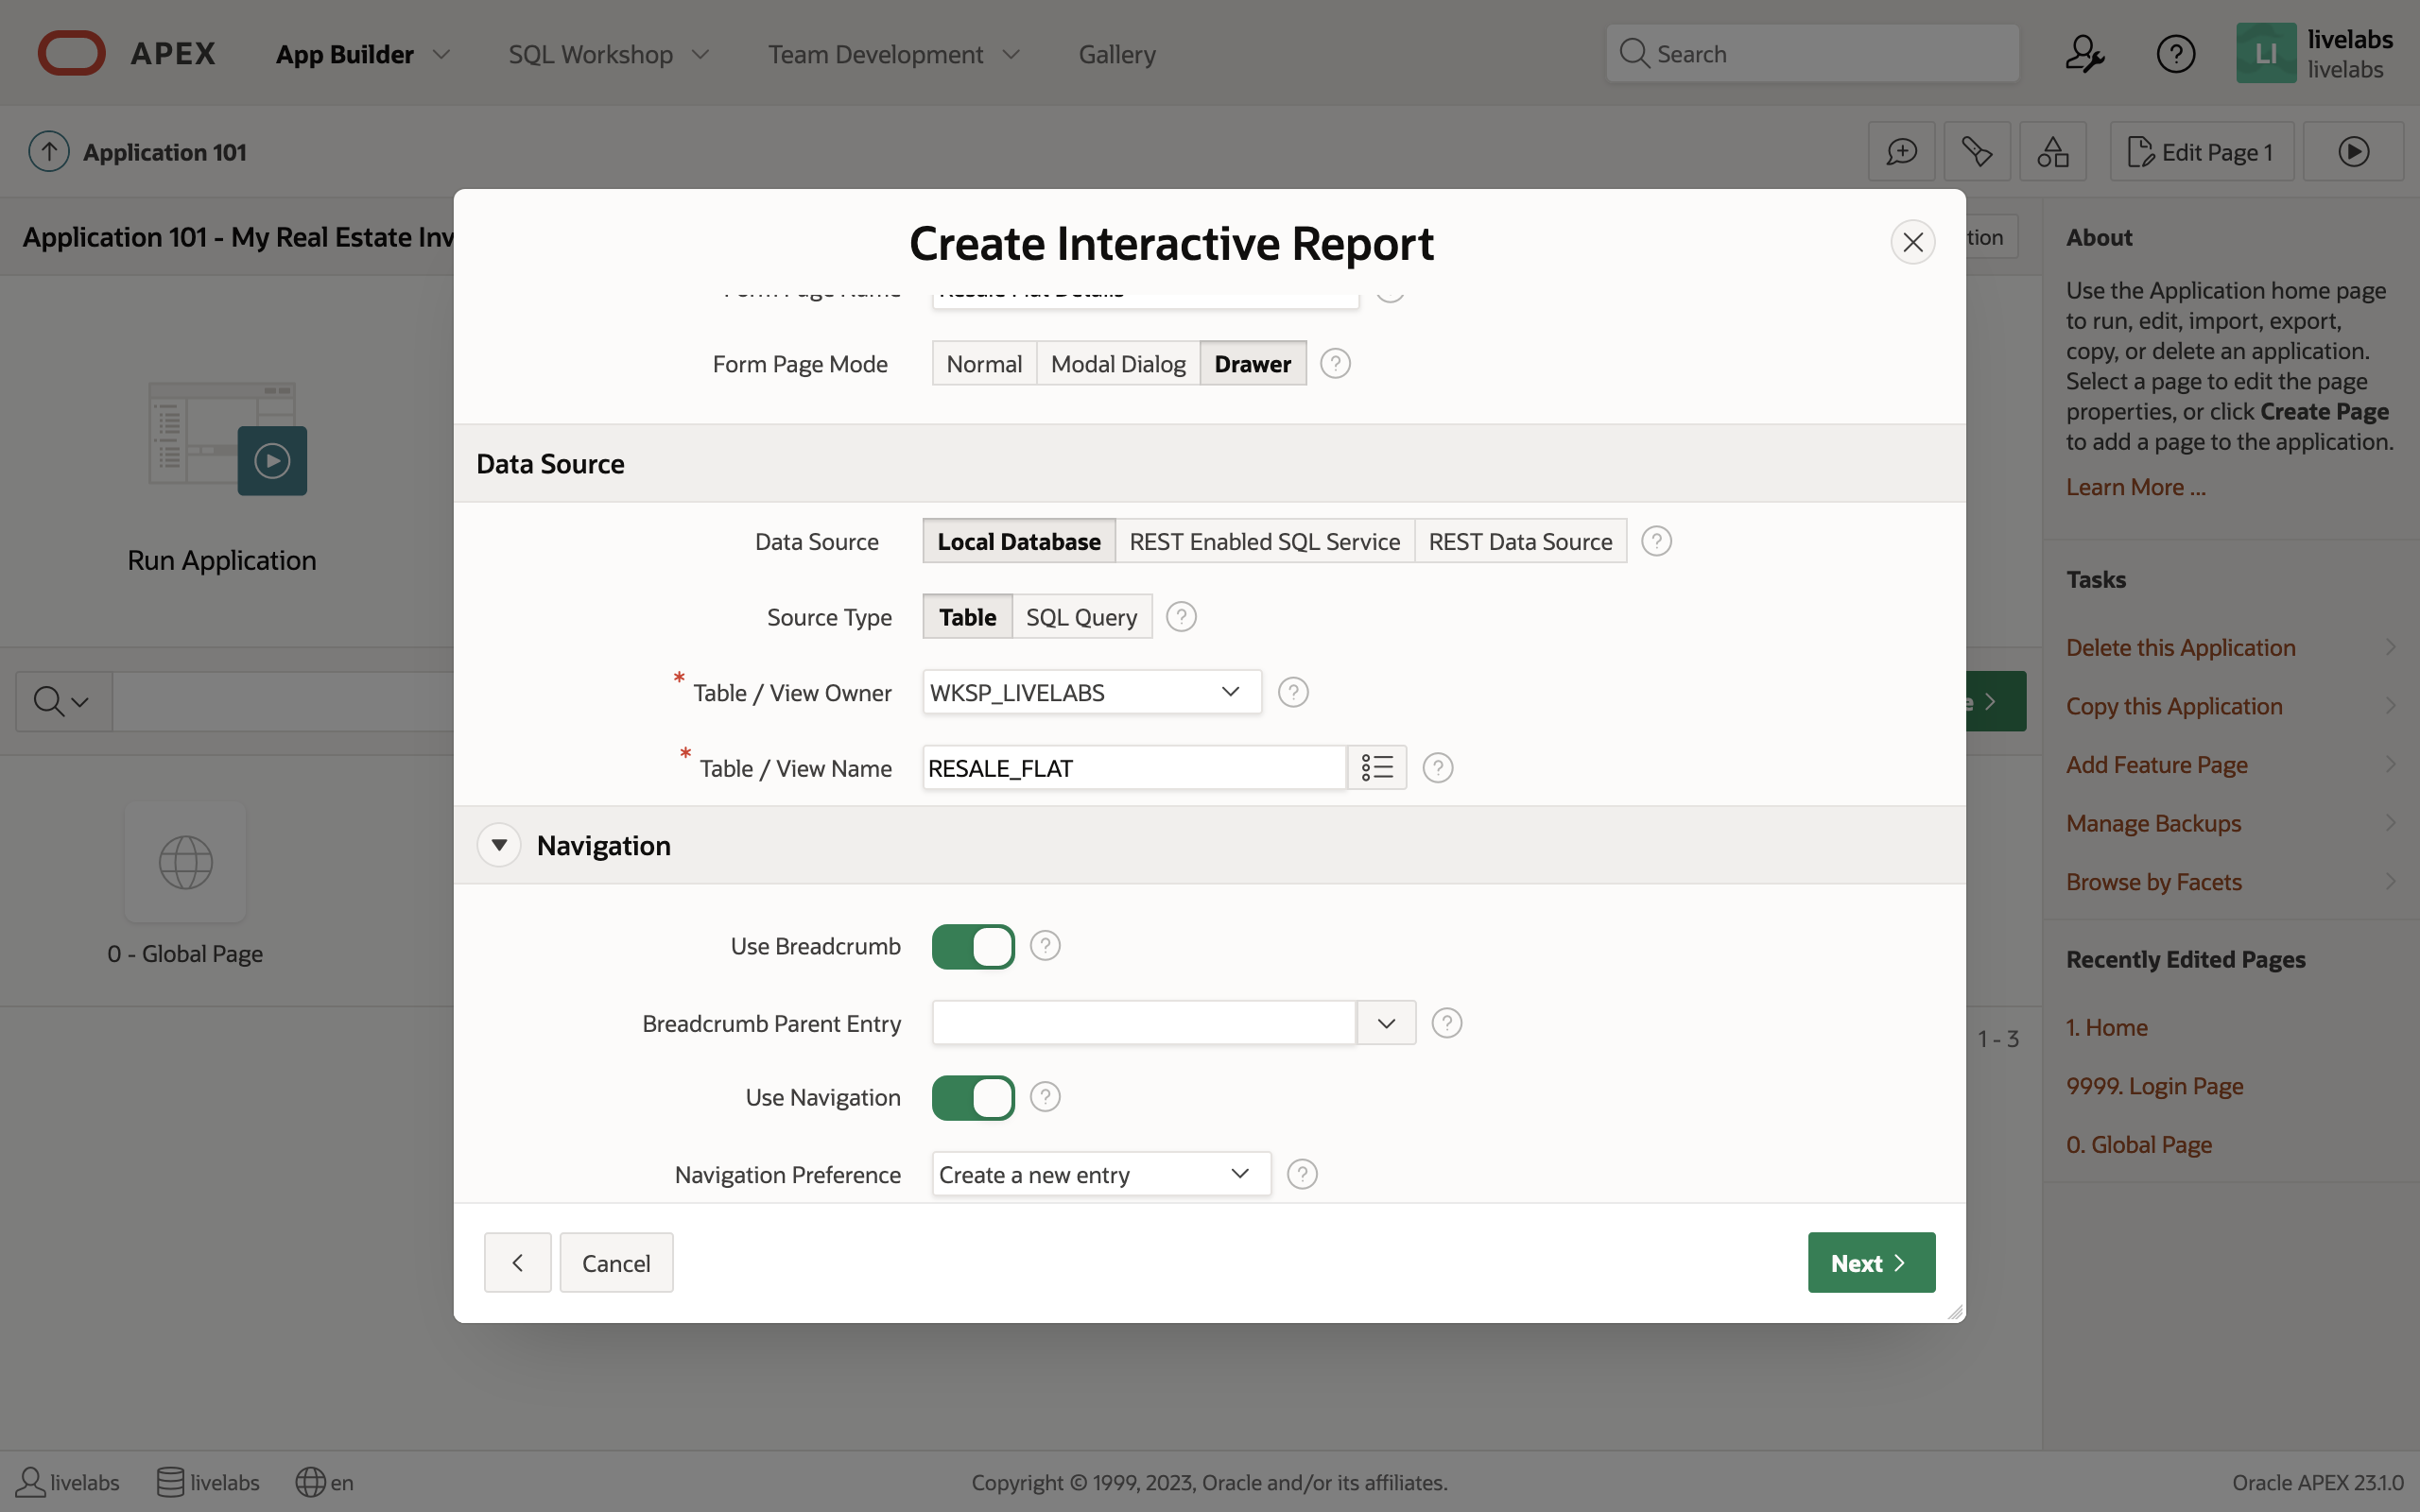 APEX
App Builder
SQL Workshop
Team Development
Gallery
Search
LI
livelabs
livelabs
Application 101
Edit Page 1
Application 101 - My Real Estate Inv
tion
Run Application
0 - Global Page
1 - 3
Create Interactive Report
Form Page Name
Resale Flat Details
Form Page Mode
Normal
Modal Dialog
Drawer
Data Source
Data Source
Local Database
REST Enabled SQL Service
REST Data Source
Source Type
Table
SQL Query
* Table / View Owner
WKSP_LIVELABS
* Table / View Name
RESALE_FLAT
Navigation
Use Breadcrumb
Breadcrumb Parent Entry
Use Navigation
Navigation Preference
Create a new entry
Cancel
Next
e
About
Use the Application home page
to run, edit, import, export,
copy, or delete an application.
Select a page to edit the page
properties, or click Create Page
to add a page to the application.
Learn More ...
Tasks
Delete this Application
Copy this Application
Add Feature Page
Manage Backups
Browse by Facets
Recently Edited Pages
1. Home
9999. Login Page
0. Global Page
livelabs
livelabs
en
Copyright © 1999, 2023, Oracle and/or its affiliates.
Oracle APEX 23.1.0